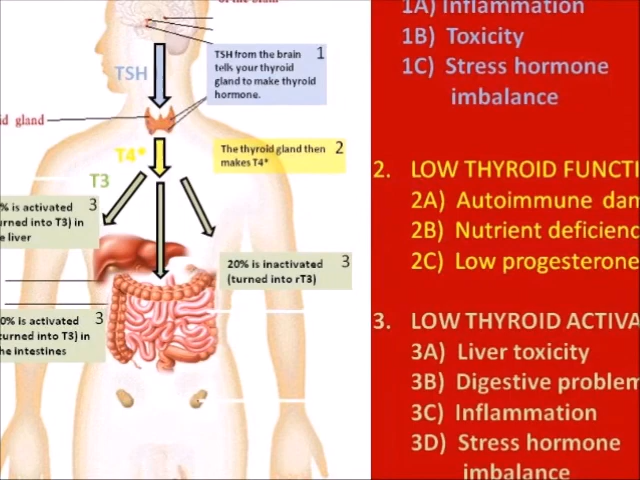 of the brain
TSH from the brain 1
tells your thyroid
gland to make thyroid
hormone.
TSH
gland
The thyroid gland then 2
makes T4*
T4*
T3
% is activated 3
turned into T3) in
liver
20% is inactivated 3
(turned into rT3)
0% is activated 3
turned into T3) in
he intestines
1A) Inflammation
1B) Toxicity
1C) Stress hormone
imbalance
2. LOW THYROID FUNCTI
2A) Autoimmune dam
2B) Nutrient deficienc
2C) Low progesterone
3. LOW THYROID ACTIVA
3A) Liver toxicity
3B) Digestive problem
3C) Inflammation
3D) Stress hormone
imbalance